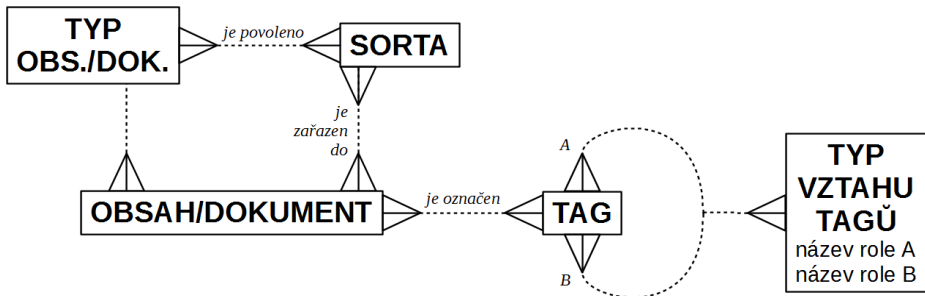 TYP
OBS./DOK.
je povoleno
SORTA
je
zařazen
do
OBSAH/DOKUMENT
je označen
A
TAG
B
TYP
VZTAHU
TAGŮ
název role A
název role B